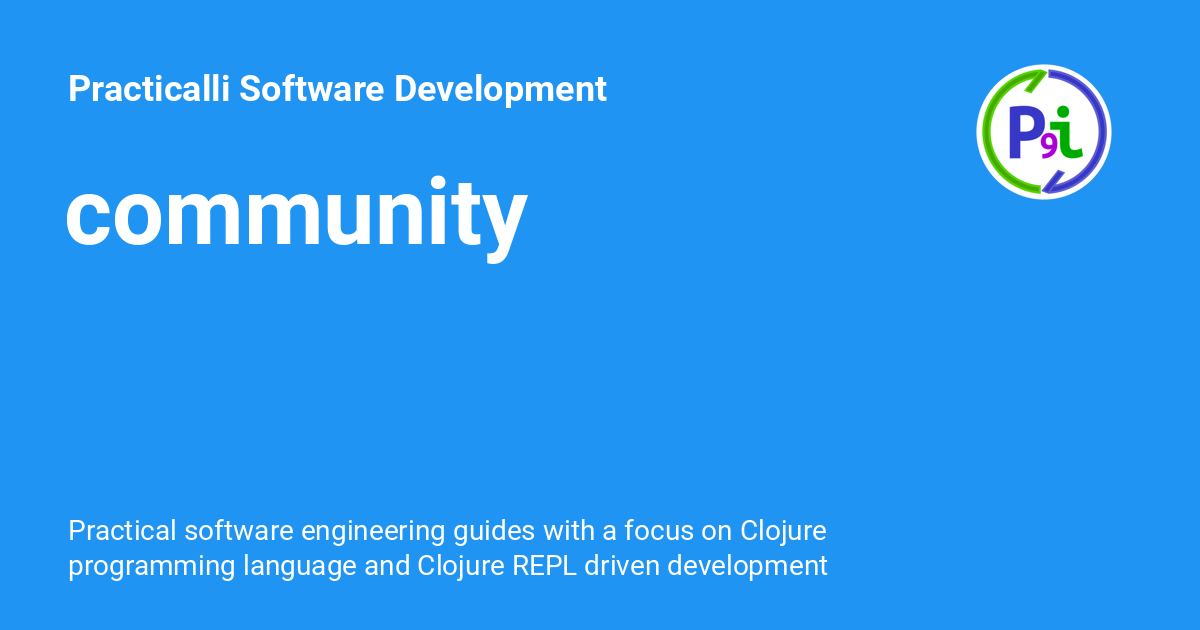 Practicalli Software Development
P9i
community
Practical software engineering guides with a focus on Clojure
programming language and Clojure REPL driven development